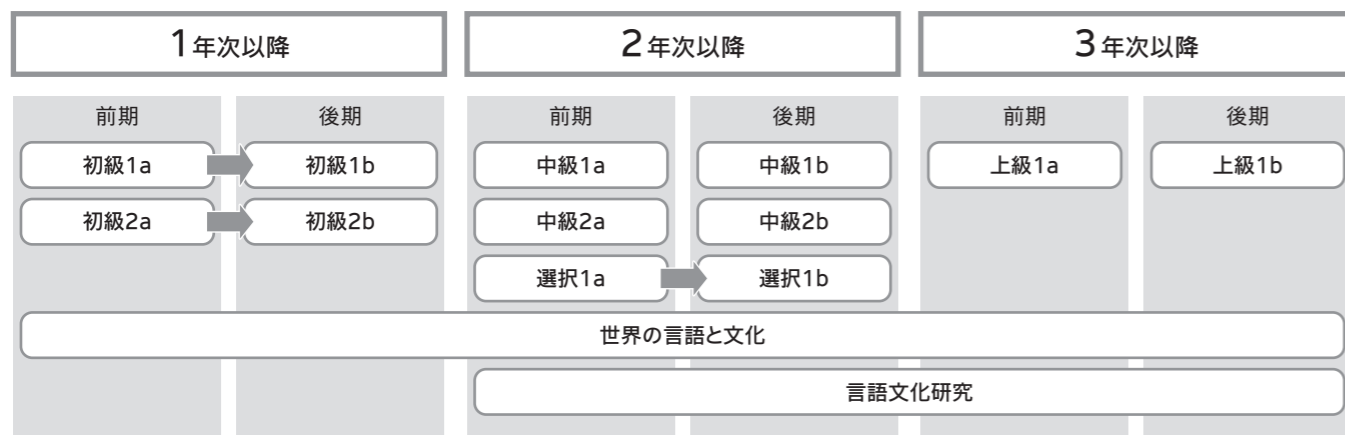 1年次以降 2年次以降 3年次以降
前期 後期 前期 後期 前期 後期
初級1a 初級1b 中級1a 中級1b 上級1a 上級1b
初級2a 初級2b 中級2a 中級2b
選択1a 選択1b
世界の言語と文化
言語文化研究